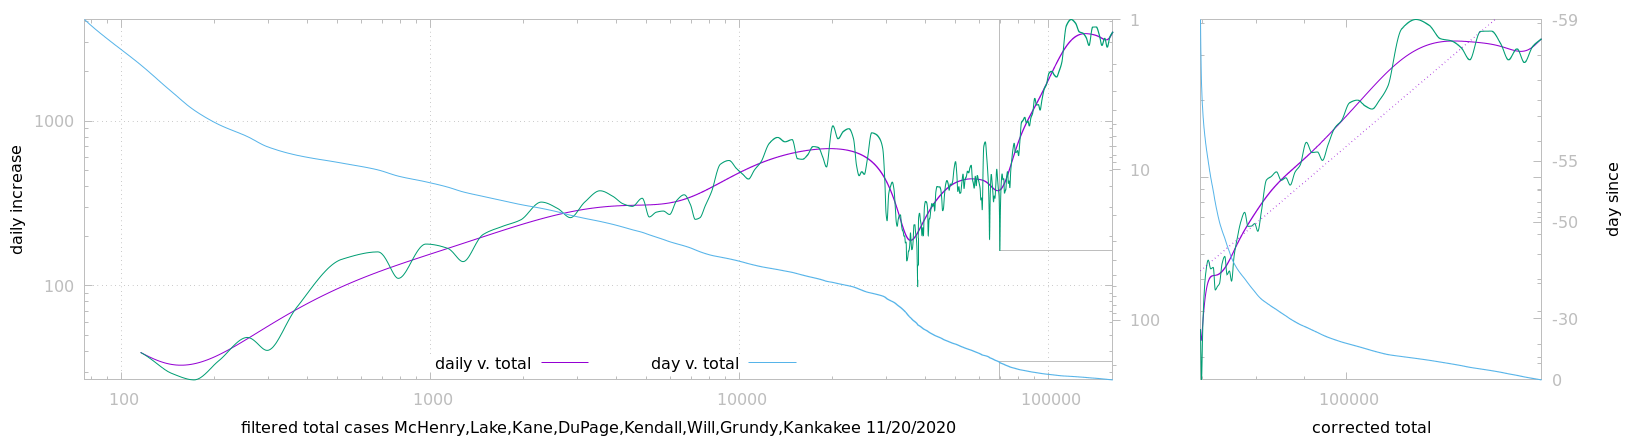 1 -59
1000 10 -55
daily increase -50 day since
100 100 -30
daily v. total day v. total 0
100 1000 10000 100000 100000
filtered total cases McHenry,Lake,Kane,DuPage,Kendall,Will,Grundy,Kankakee 11/20/2020 corrected total